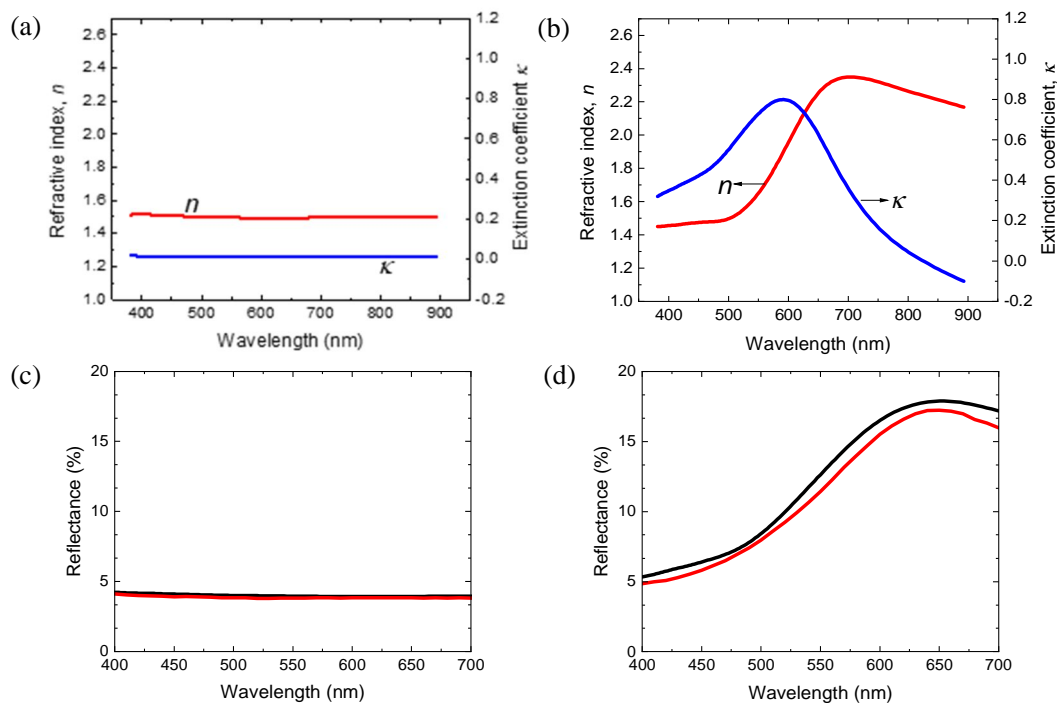 (a)
2.6
2.4
2.2
2.0
1.8
1.6
1.4
1.2
1.0
Refractive index, n
1.2
1.0
0.8
0.6
0.4
0.2
0.0
-0.2
Extinction coefficient κ
n
κ
400 500 600 700 800 900
Wavelength (nm)
(b)
2.6
2.4
2.2
2.0
1.8
1.6
1.4
1.2
1.0
Refractive index, n
1.2
1.0
0.8
0.6
0.4
0.2
0.0
-0.2
Extinction coefficient, κ
n
κ
400 500 600 700 800 900
Wavelength (nm)
(c)
20
15
10
5
0
Reflectance (%)
400 450 500 550 600 650 700
Wavelength (nm)
(d)
20
15
10
5
0
Reflectance (%)
400 450 500 550 600 650 700
Wavelength (nm)